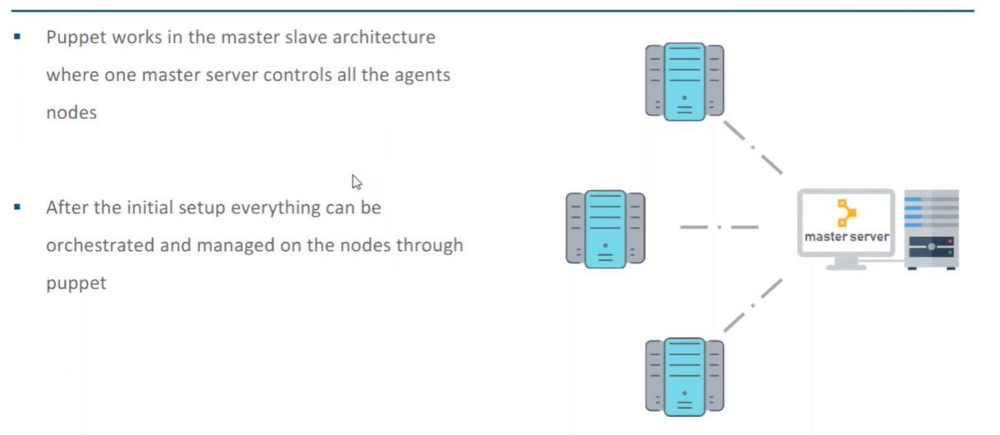 ▪ Puppet works in the master slave architecture
where one master server controls all the agents
nodes
▪ After the initial setup everything can be
orchestrated and managed on the nodes through
puppet
master server